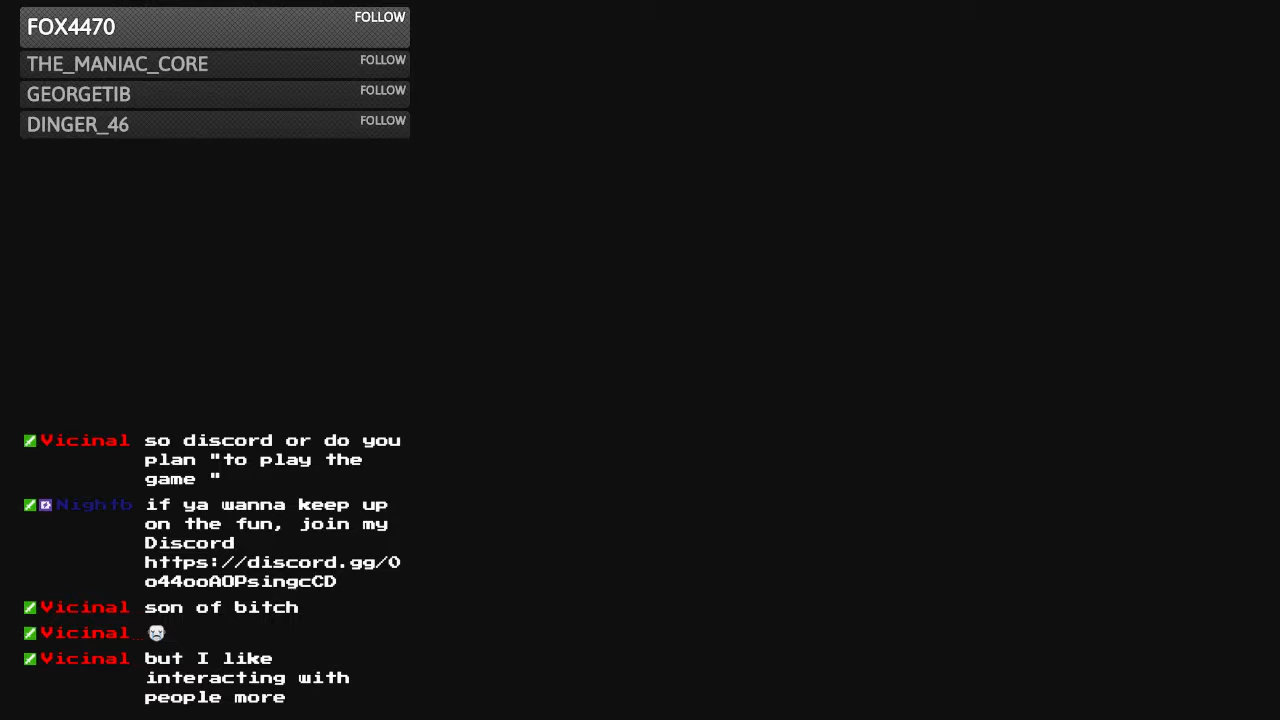 FOX4470 FOLLOW
THE_MANIAC_CORE FOLLOW
GEORGETIB FOLLOW
DINGER_46 FOLLOW
Vicinal so discord or do you
plan "to play the
game "
Nightb if ya wanna keep up
on the fun, join my
Discord
https://discord.gg/0
o44ooAOPsingcCD
Vicinal son of bitch
Vicinal
Vicinal but I like
interacting with
people more